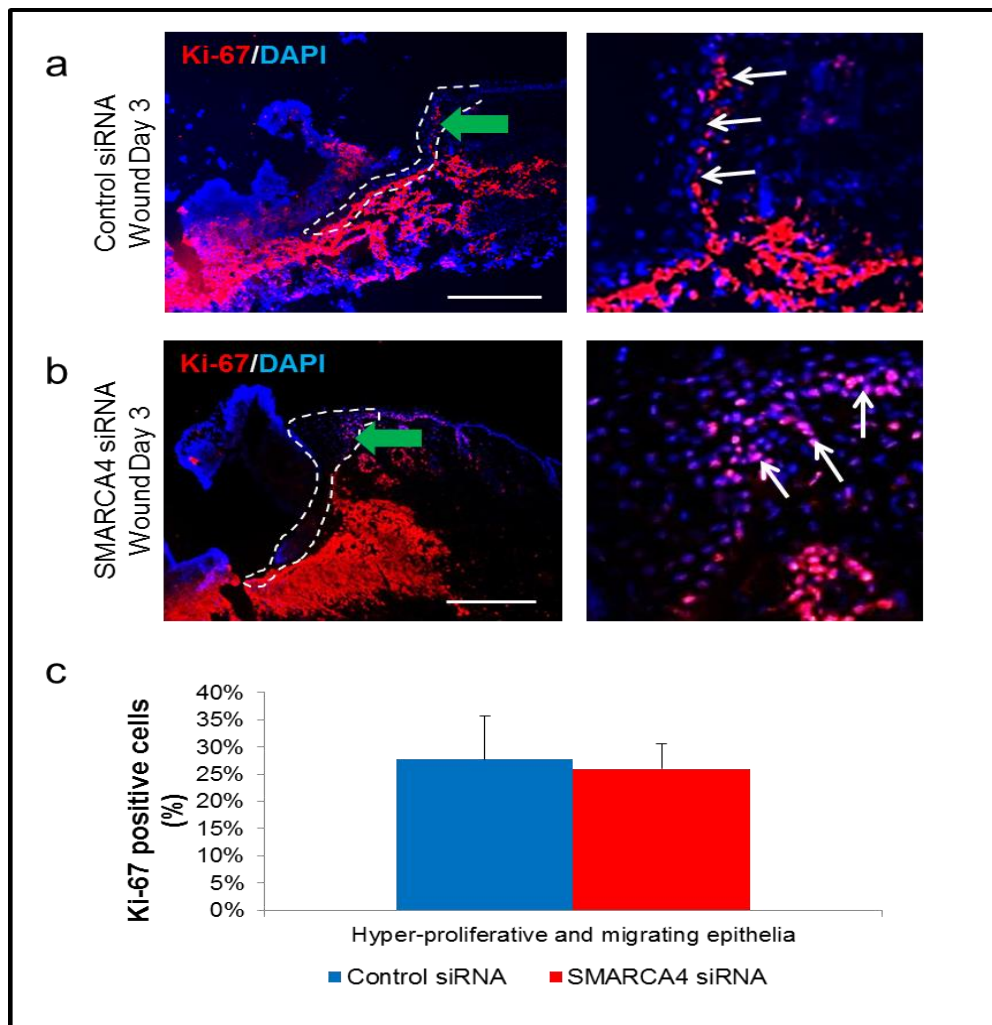 a
Control siRNA
Wound Day 3
Ki-67/DAPI
b
SMARCA4 siRNA
Wound Day 3
Ki-67/DAPI
c
Ki-67 positive cells
(%)
40%
35%
30%
25%
20%
15%
10%
5%
0%
Hyper-proliferative and migrating epithelia
Control siRNA SMARCA4 siRNA